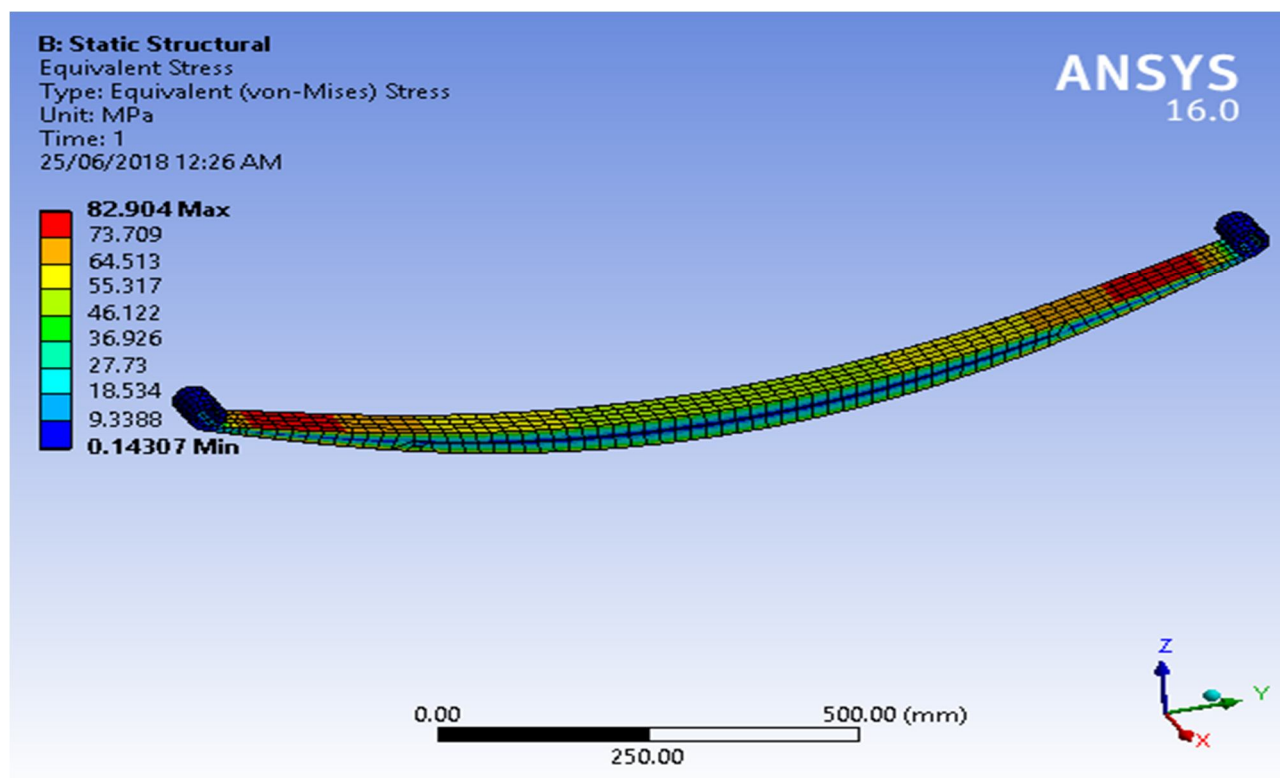 B: Static Structural
Equivalent Stress
Type: Equivalent (von-Mises) Stress
Unit: MPa
Time: 1
25/06/2018 12:26 AM
ANSYS
16.0
82.904 Max
73.709
64.513
55.317
46.122
36.926
27.73
18.534
9.3388
0.14307 Min
0.00
500.00 (mm)
250.00
Z
Y
X